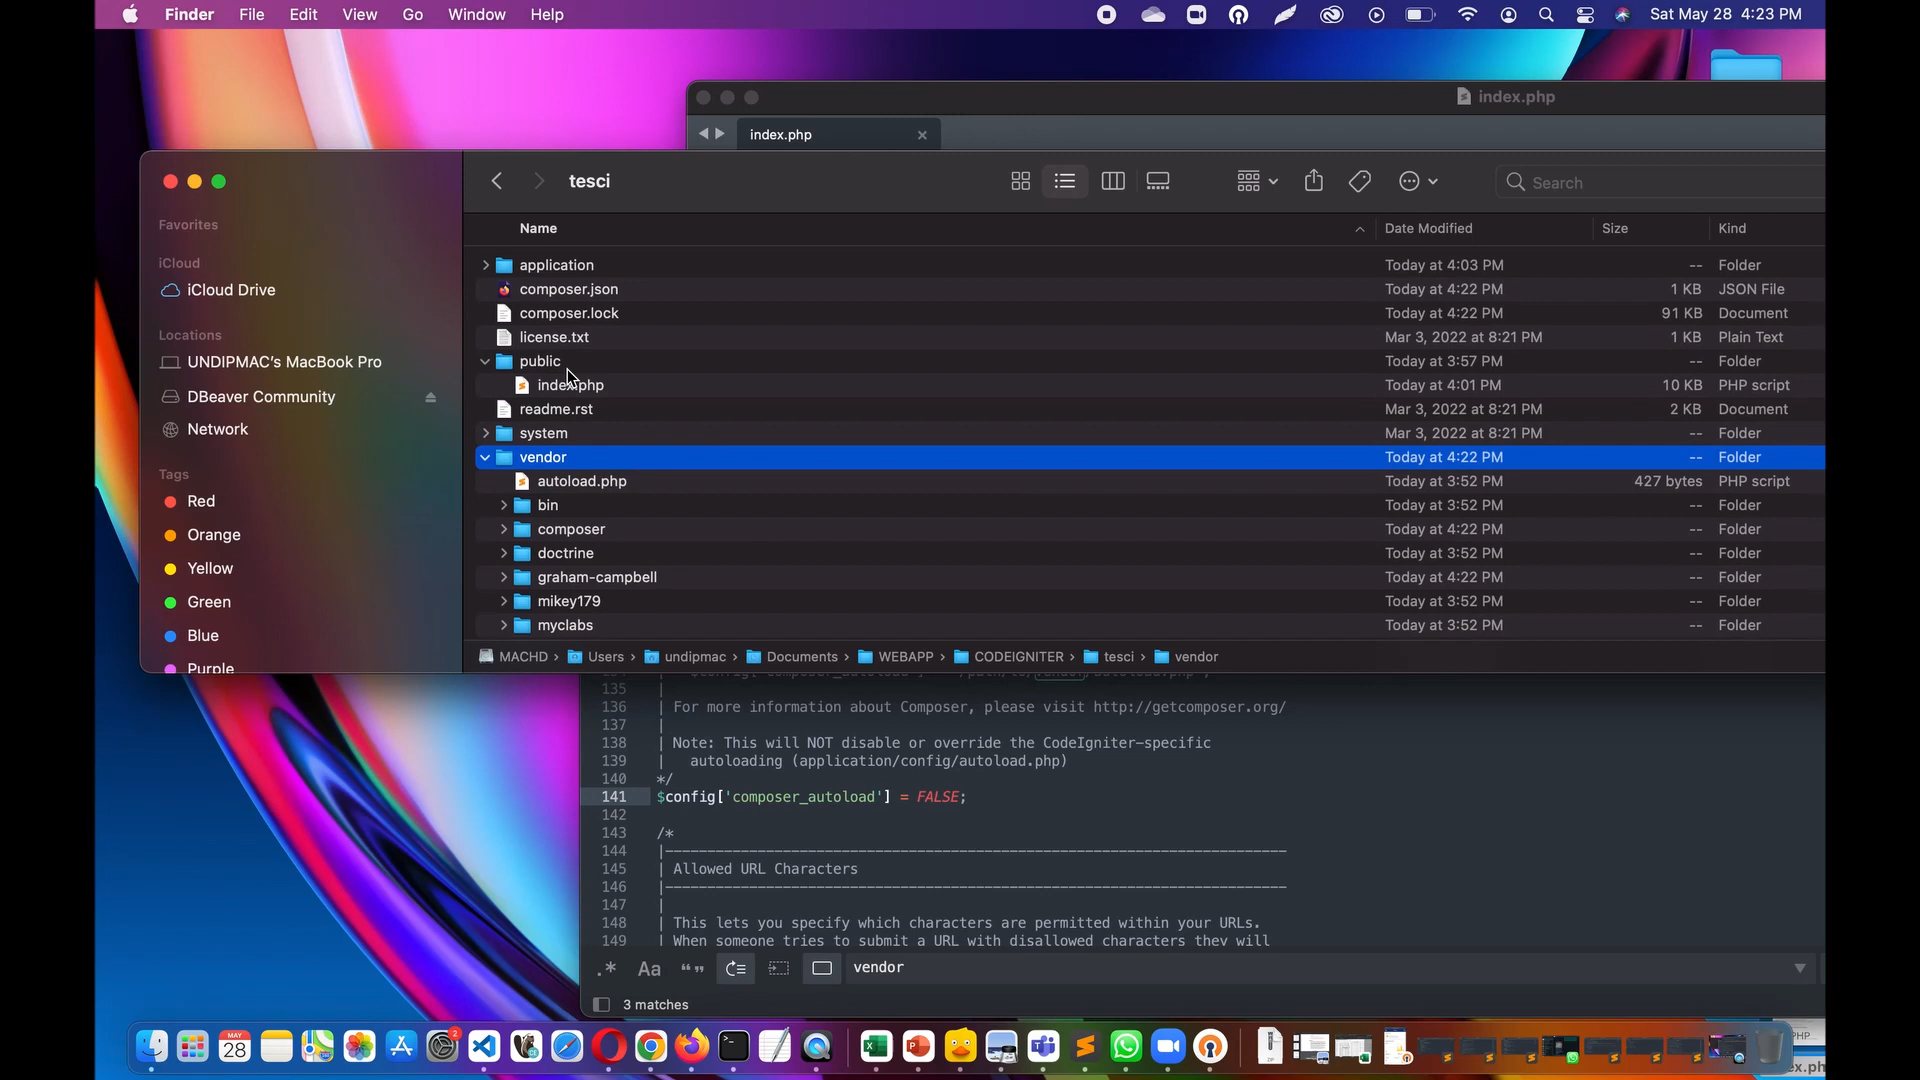 Finder File Edit View Go Window Help Sat May 28 4:23 PM
index.php
index.php
tesci
Search
Favorites
iCloud
iCloud Drive
Locations
UNDIPMAC's MacBook Pro
DBeaver Community
Network
Tags
Red
Orange
Yellow
Green
Blue
Purple
Name Date Modified Size Kind
application Today at 4:03 PM -- Folder
composer.json Today at 4:22 PM 1 KB JSON File
composer.lock Today at 4:22 PM 91 KB Document
license.txt Mar 3, 2022 at 8:21 PM 1 KB Plain Text
public Today at 3:57 PM -- Folder
index.php Today at 4:01 PM 10 KB PHP script
readme.rst Mar 3, 2022 at 8:21 PM 2 KB Document
system Mar 3, 2022 at 8:21 PM -- Folder
vendor Today at 4:22 PM -- Folder
autoload.php Today at 3:52 PM 427 bytes PHP script
bin Today at 3:52 PM -- Folder
composer Today at 4:22 PM -- Folder
doctrine Today at 3:52 PM -- Folder
graham-campbell Today at 4:22 PM -- Folder
mikey179 Today at 3:52 PM -- Folder
myclabs Today at 3:52 PM -- Folder
MACHD › Users › undipmac › Documents › WEBAPP › CODEIGNITER › tesci › vendor
135 |
136 | For more information about Composer, please visit http://getcomposer.org/
137 |
138 | Note: This will NOT disable or override the CodeIgniter-specific
139 | autoloading (application/config/autoload.php)
140 */
141 $config['composer_autoload'] = FALSE;
142
143 /*
144 |--------------------------------------------------------------------------
145 | Allowed URL Characters
146 |--------------------------------------------------------------------------
147 |
148 | This lets you specify which characters are permitted within your URLs.
149 | When someone tries to submit a URL with disallowed characters they will
.* Aa “” vendor
3 matches
MAY
28
2